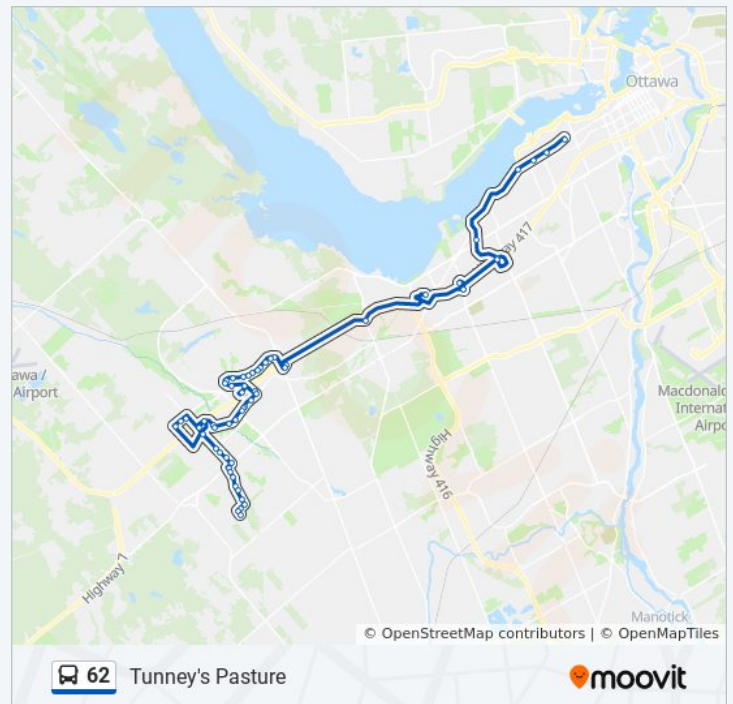 Ottawa
ay 417
awa /
Airport
Macdonald
Internat
Airpo
Highway 416
Highway 7
Manotick
© OpenStreetMap contributors | © OpenMapTiles
62 Tunney's Pasture moovit